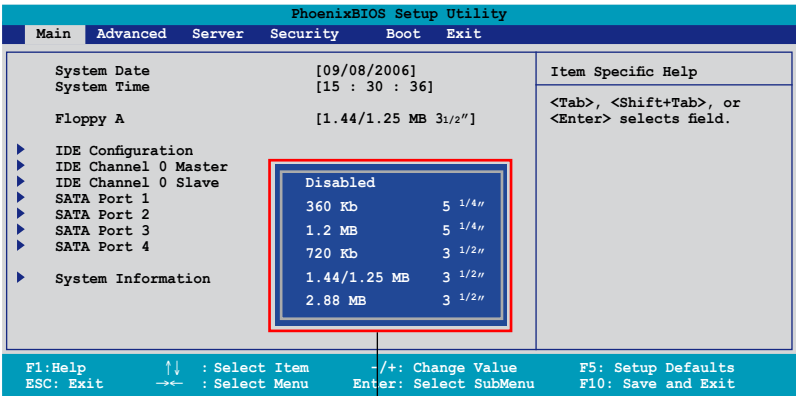 PhoenixBIOS Setup Utility
Main Advanced Server Security Boot Exit
System Date [09/08/2006]
System Time [15 : 30 : 36]
Floppy A [1.44/1.25 MB 31/2"]
IDE Configuration
IDE Channel 0 Master
IDE Channel 0 Slave
SATA Port 1
SATA Port 2
SATA Port 3
SATA Port 4
System Information
Disabled
360 Kb 5 1/4"
1.2 MB 5 1/4"
720 Kb 3 1/2"
1.44/1.25 MB 3 1/2"
2.88 MB 3 1/2"
Item Specific Help
<Tab>, <Shift+Tab>, or
<Enter> selects field.
F1:Help ↑↓ : Select Item -/+: Change Value F5: Setup Defaults
ESC: Exit →← : Select Menu Enter: Select SubMenu F10: Save and Exit